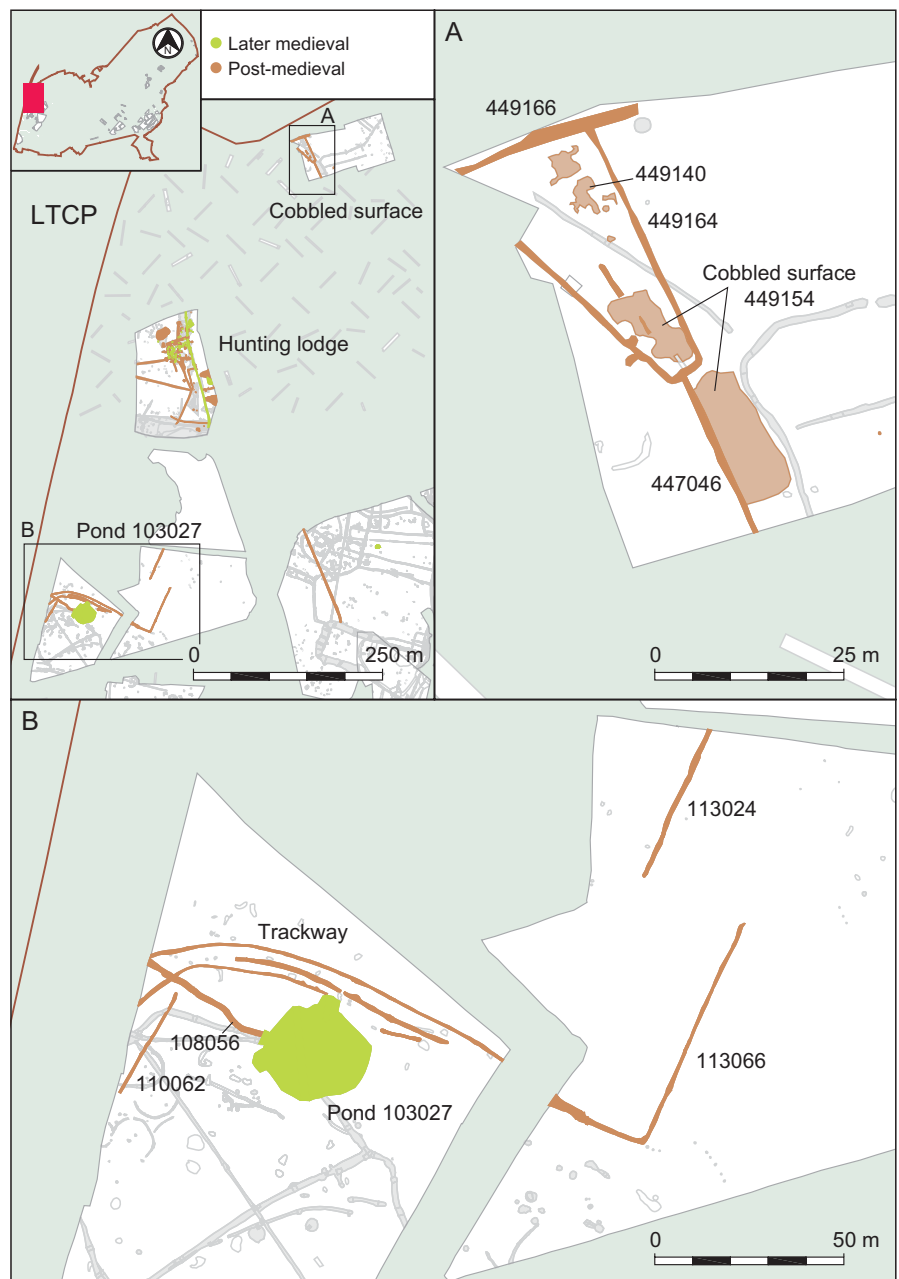 N
Later medieval
Post-medieval
A
Cobbled surface
LTCP
Hunting lodge
B
Pond 103027
0 250 m
A
449166
449140
449164
Cobbled surface
449154
447046
0 25 m
B
113024
Trackway
108056
110062
Pond 103027
113066
0 50 m